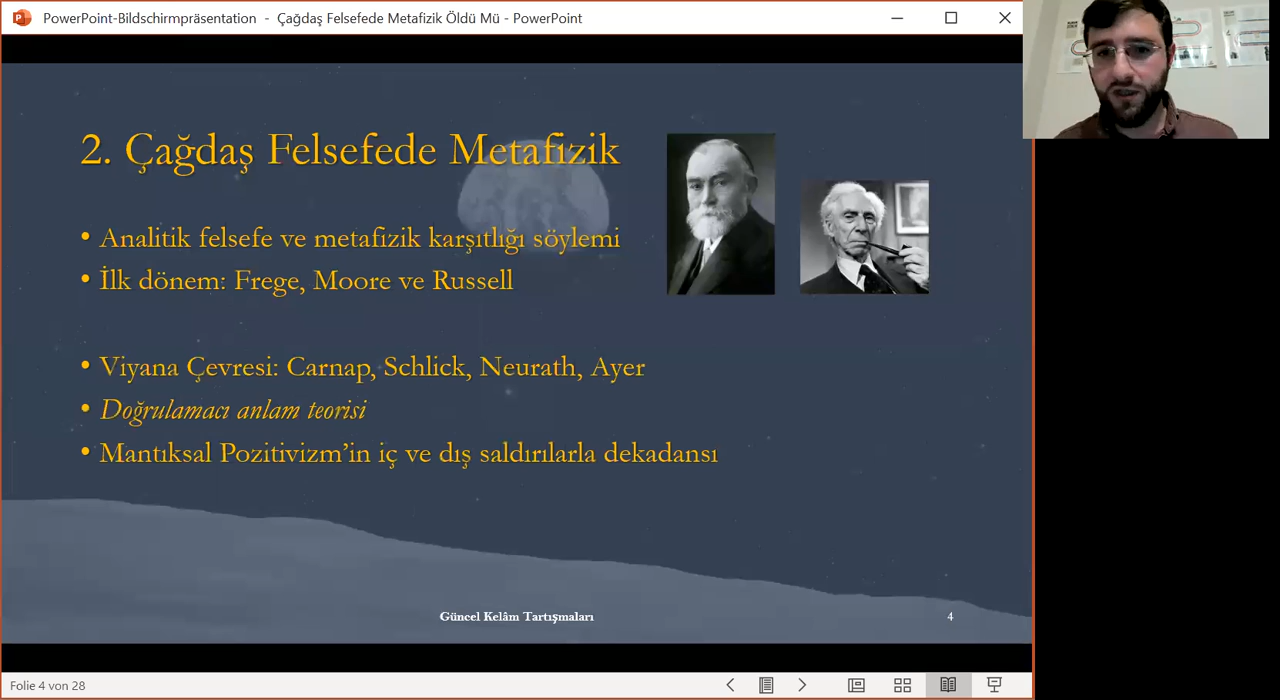 PowerPoint-Bildschirmpräsentation - Çağdaş Felsefede Metafizik Öldü Mü - PowerPoint
2. Çağdaş Felsefede Metafizik
• Analitik felsefe ve metafizik karşıtlığı söylemi
• İlk dönem: Frege, Moore ve Russell
• Viyana Çevresi: Carnap, Schlick, Neurath, Ayer
• Doğrulamacı anlam teorisi
• Mantıksal Pozitivizm’in iç ve dış saldırılarla dekadansı
Güncel Kelâm Tartışmaları
4
Folie 4 von 28